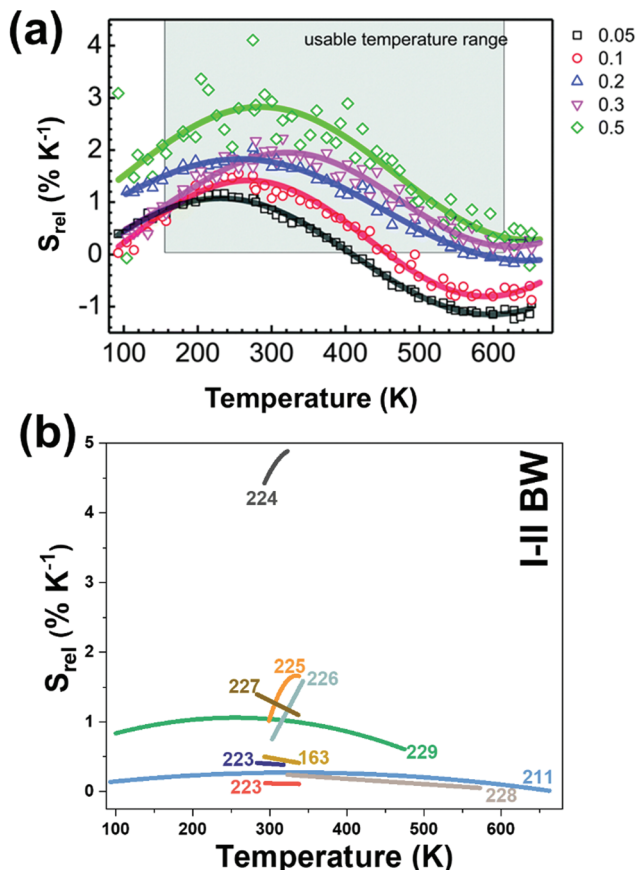 (a)
usable temperature range
0.05
0.1
0.2
0.3
0.5
4
3
2
1
0
-1
S_rel (% K⁻¹)
100 200 300 400 500 600
Temperature (K)
(b)
I-II BW
5
4
3
2
1
0
S_rel (% K⁻¹)
224
225
226
227
229
223
163
211
223
228
100 200 300 400 500 600
Temperature (K)